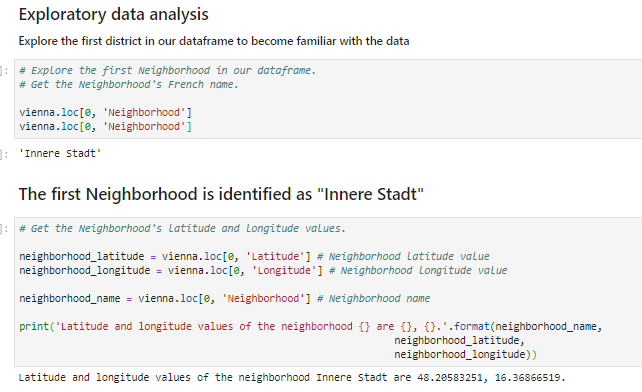 Exploratory data analysis
Explore the first district in our dataframe to become familiar with the data
]: # Explore the first Neighborhood in our dataframe.
# Get the Neighborhood's French name.
vienna.loc[0, 'Neighborhood']
vienna.loc[0, 'Neighborhood']
]: 'Innere Stadt'
The first Neighborhood is identified as "Innere Stadt"
]: # Get the Neighborhood's latitude and longitude values.
neighborhood_latitude = vienna.loc[0, 'Latitude'] # Neighborhood latitude value
neighborhood_longitude = vienna.loc[0, 'Longitude'] # Neighborhood longitude value
neighborhood_name = vienna.loc[0, 'Neighborhood'] # Neighborhood name
print('Latitude and longitude values of the neighborhood {} are {}, {}.'.format(neighborhood_name,
neighborhood_latitude,
neighborhood_longitude))
Latitude and longitude values of the neighborhood Innere Stadt are 48.20583251, 16.36866519.